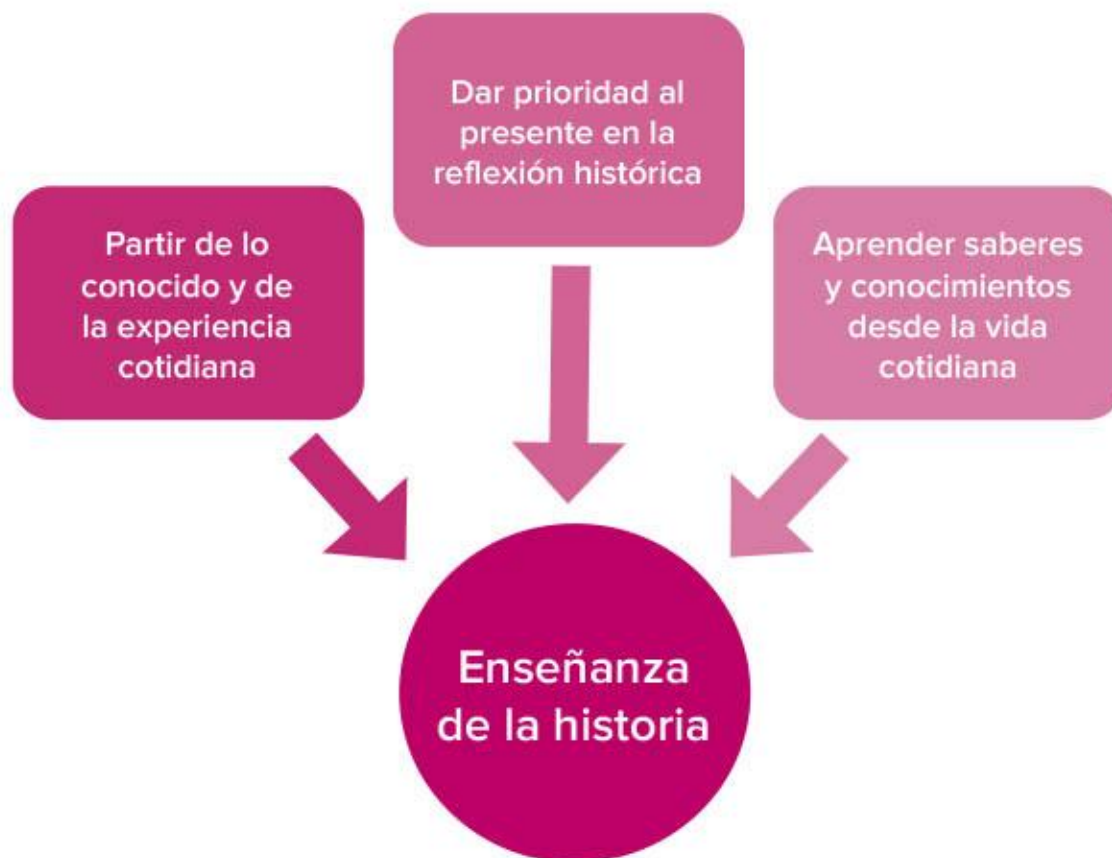 Dar prioridad al
presente en la
reflexión histórica
Partir de lo
conocido y de
la experiencia
cotidiana
Aprender saberes
y conocimientos
desde la vida
cotidiana
Enseñanza
de la historia